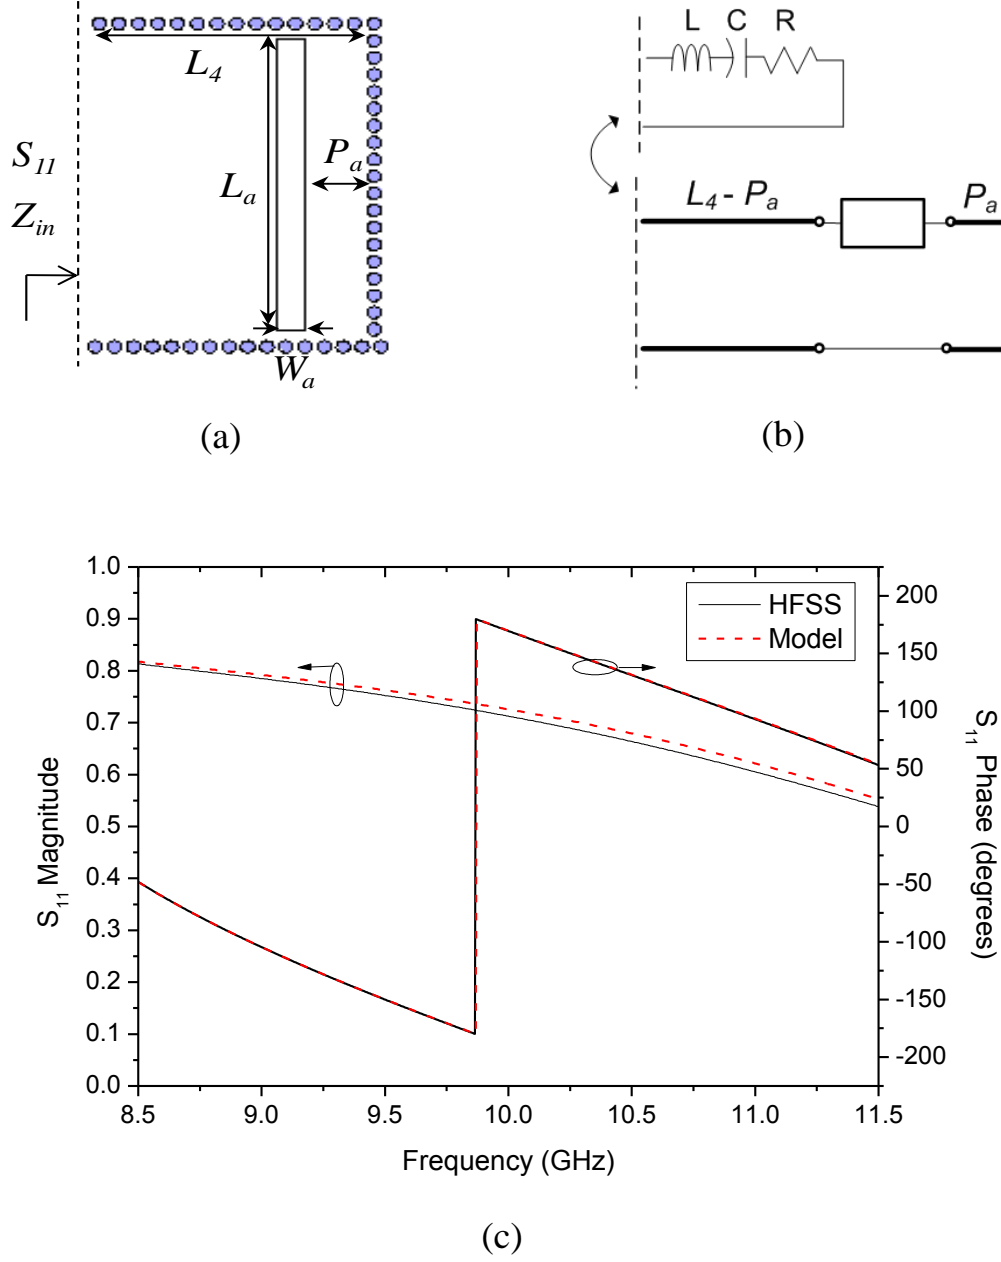 L4
S11
Zin
La
Pa
Wa
(a)
L C R
L4 - Pa
Pa
(b)
S11 Magnitude
1.0
0.9
0.8
0.7
0.6
0.5
0.4
0.3
0.2
0.1
0.0
8.5 9.0 9.5 10.0 10.5 11.0 11.5
Frequency (GHz)
HFSS
Model
200
150
100
50
0
-50
-100
-150
-200
S11 Phase (degrees)
(c)